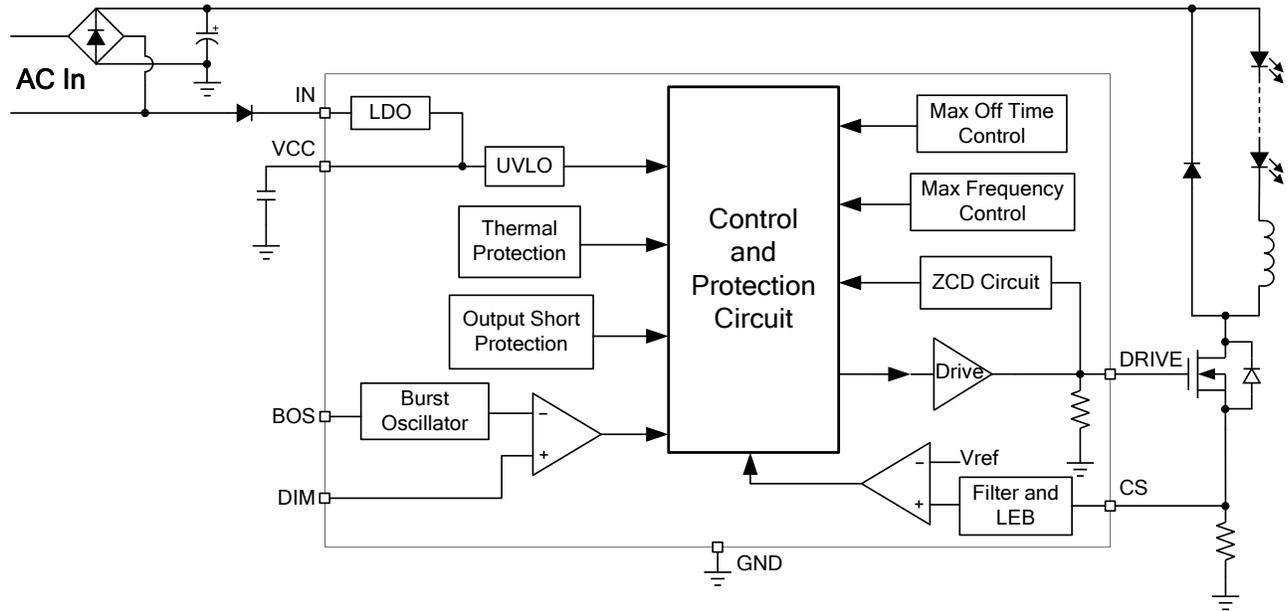 AC In
IN
LDO
Max Off Time
Control
VCC
UVLO
Max Frequency
Control
Thermal
Protection
Control
and
Protection
Circuit
ZCD Circuit
Output Short
Protection
Drive
DRIVE
BOS
Burst
Oscillator
−
+
DIM
−
Vref
+
Filter and
LEB
CS
GND
+